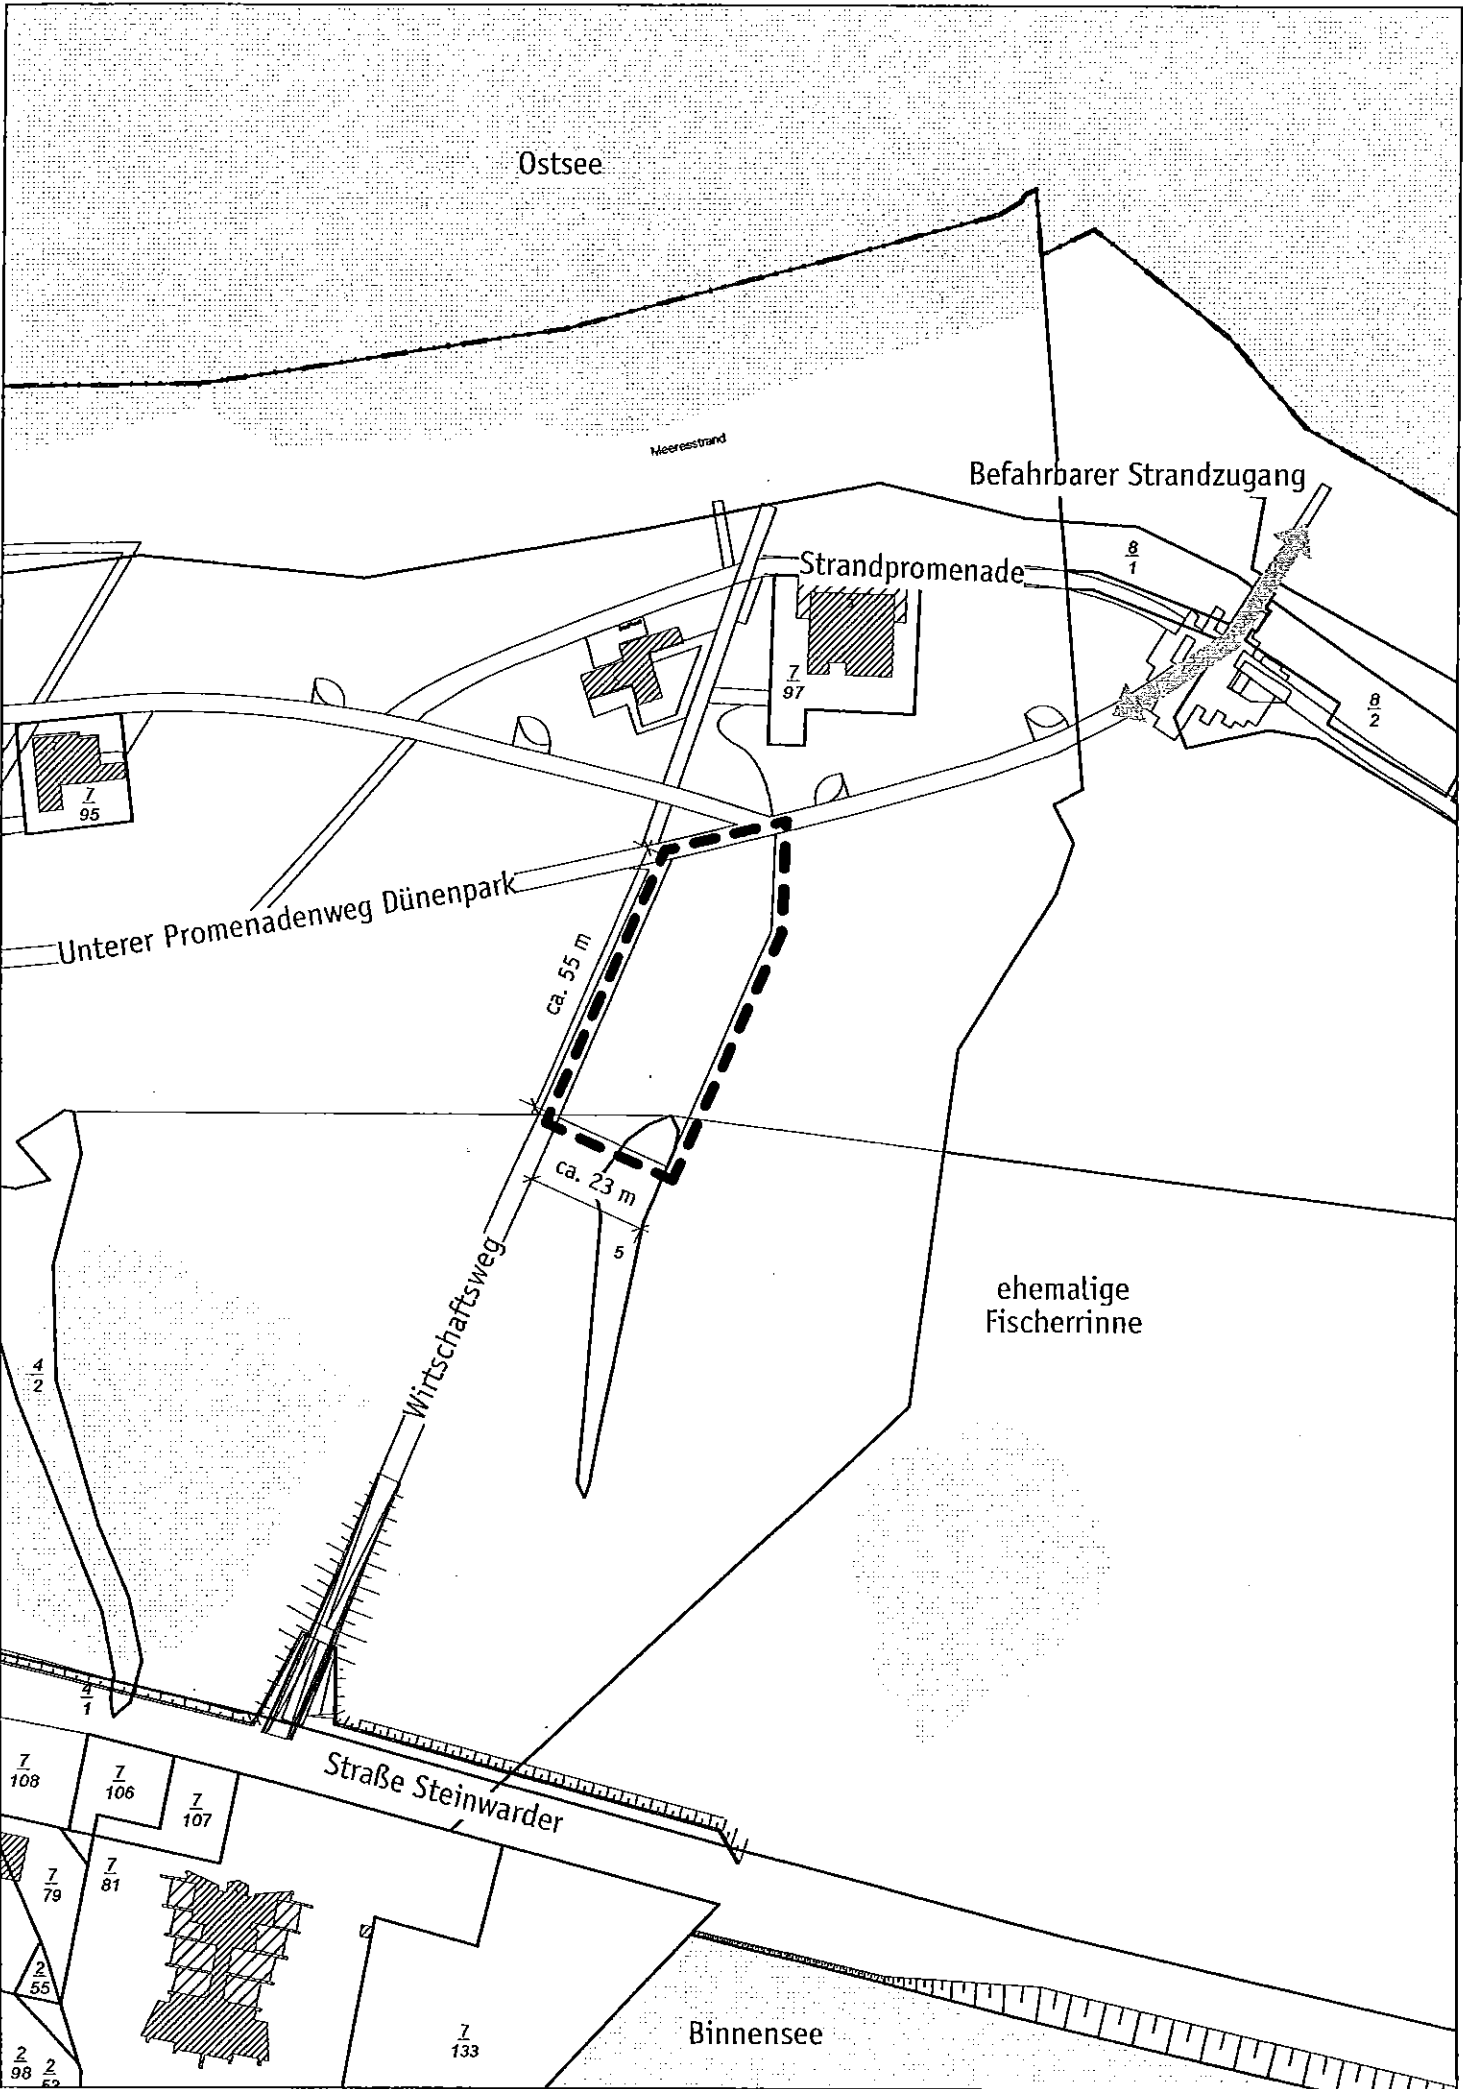 Ostsee
Meeresstrand
Befahrbarer Strandzugang
Strandpromenade
8
1
7
97
8
2
7
95
Unterer Promenadenweg Dünenpark
ca. 55 m
ca. 23 m
5
Wirtschaftsweg
ehemalige
Fischerrinne
4
2
4
1
Straße Steinwarder
7
108
7
106
7
107
7
79
7
81
2
55
7
133
Binnensee
2
98
2
52